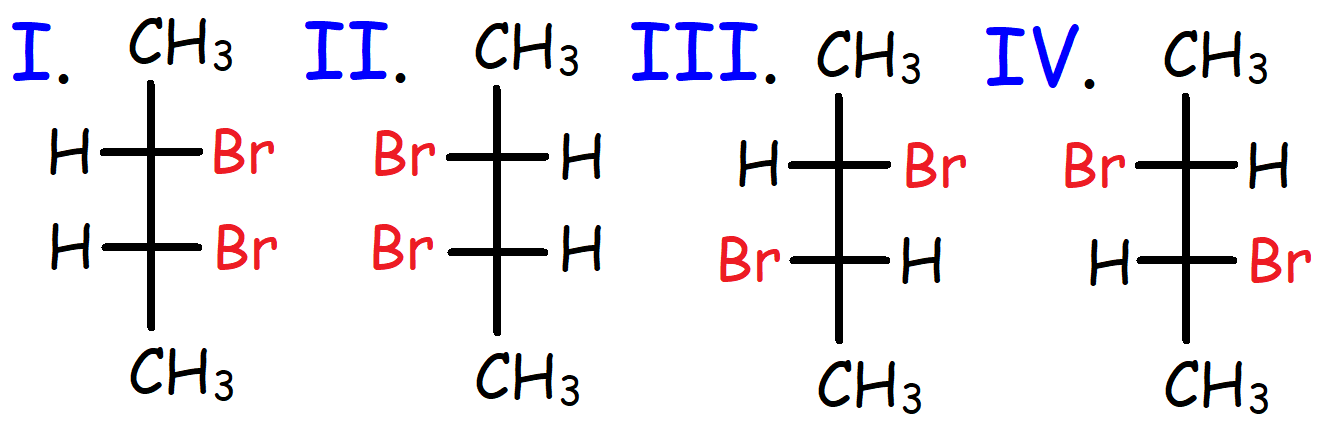 I. CH3 II. CH3 III. CH3 IV. CH3
H Br Br H H Br Br H
H Br Br H Br H H Br
CH3 CH3 CH3 CH3